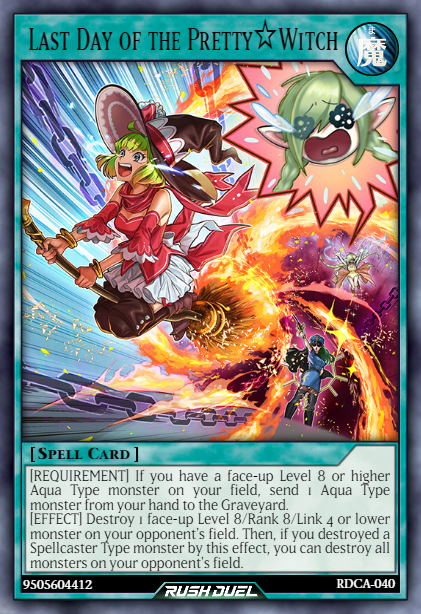 Last Day of the Pretty☆Witch
ま
魔
[Spell Card]
[REQUIREMENT] If you have a face-up Level 8 or higher
Aqua Type monster on your field, send 1 Aqua Type
monster from your hand to the Graveyard.
[EFFECT] Destroy 1 face-up Level 8/Rank 8/Link 4 or lower
monster on your opponent's field. Then, if you destroyed a
Spellcaster Type monster by this effect, you can destroy all
monsters on your opponent's field.
9505604412
RUSH DUEL
RDCA-040